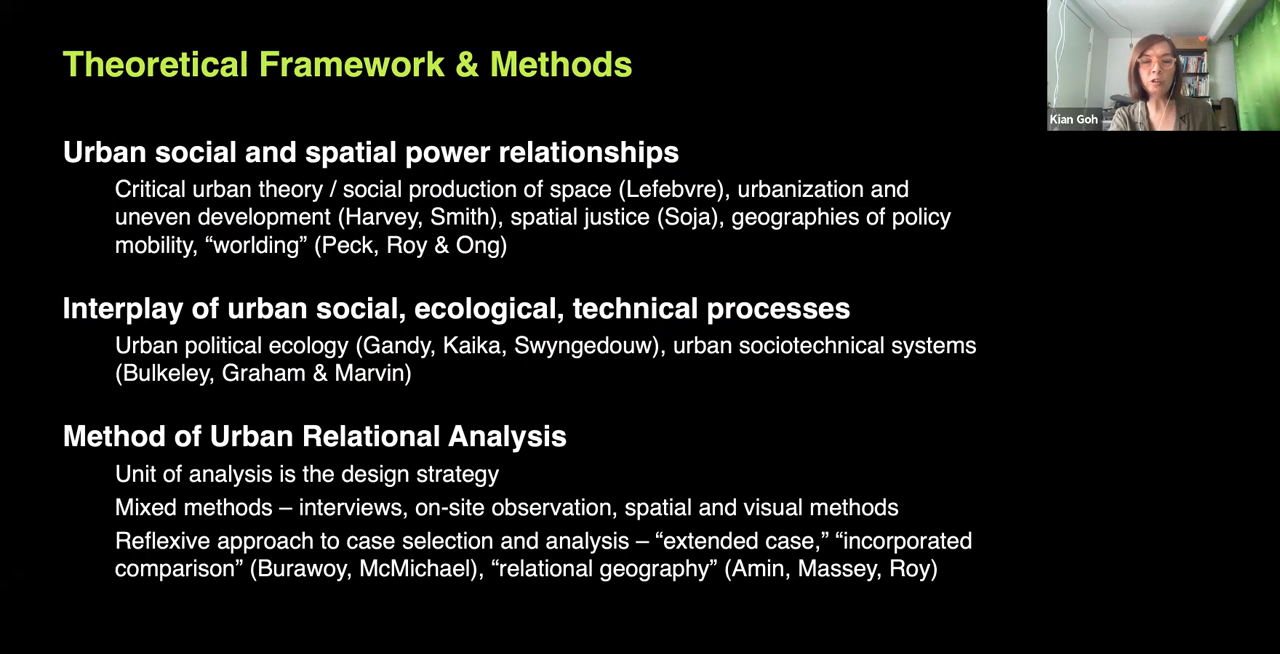 Theoretical Framework & Methods
Kian Goh
Urban social and spatial power relationships
Critical urban theory / social production of space (Lefebvre), urbanization and
uneven development (Harvey, Smith), spatial justice (Soja), geographies of policy
mobility, “worlding” (Peck, Roy & Ong)
Interplay of urban social, ecological, technical processes
Urban political ecology (Gandy, Kaika, Swyngedouw), urban sociotechnical systems
(Bulkeley, Graham & Marvin)
Method of Urban Relational Analysis
Unit of analysis is the design strategy
Mixed methods – interviews, on-site observation, spatial and visual methods
Reflexive approach to case selection and analysis – “extended case,” “incorporated
comparison” (Burawoy, McMichael), “relational geography” (Amin, Massey, Roy)